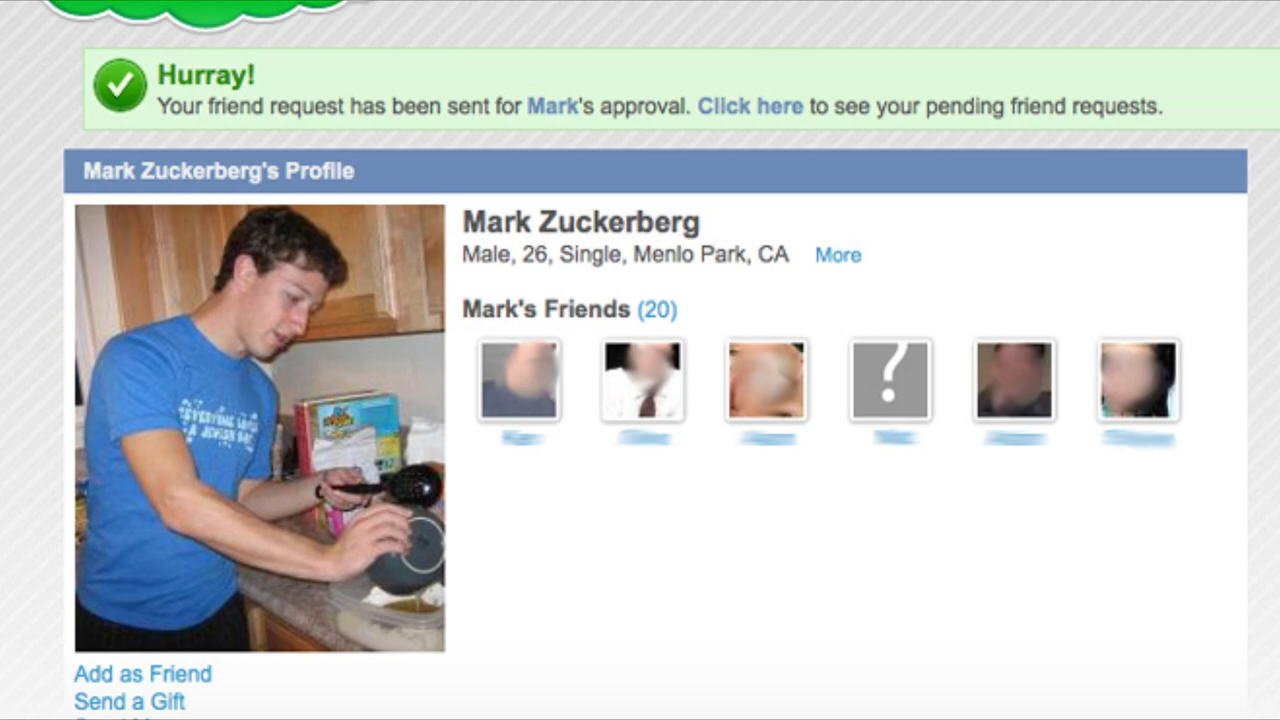 Hurray!
Your friend request has been sent for Mark's approval. Click here to see your pending friend requests.
Mark Zuckerberg's Profile
Mark Zuckerberg
Male, 26, Single, Menlo Park, CA More
Mark's Friends (20)
?
Add as Friend
Send a Gift